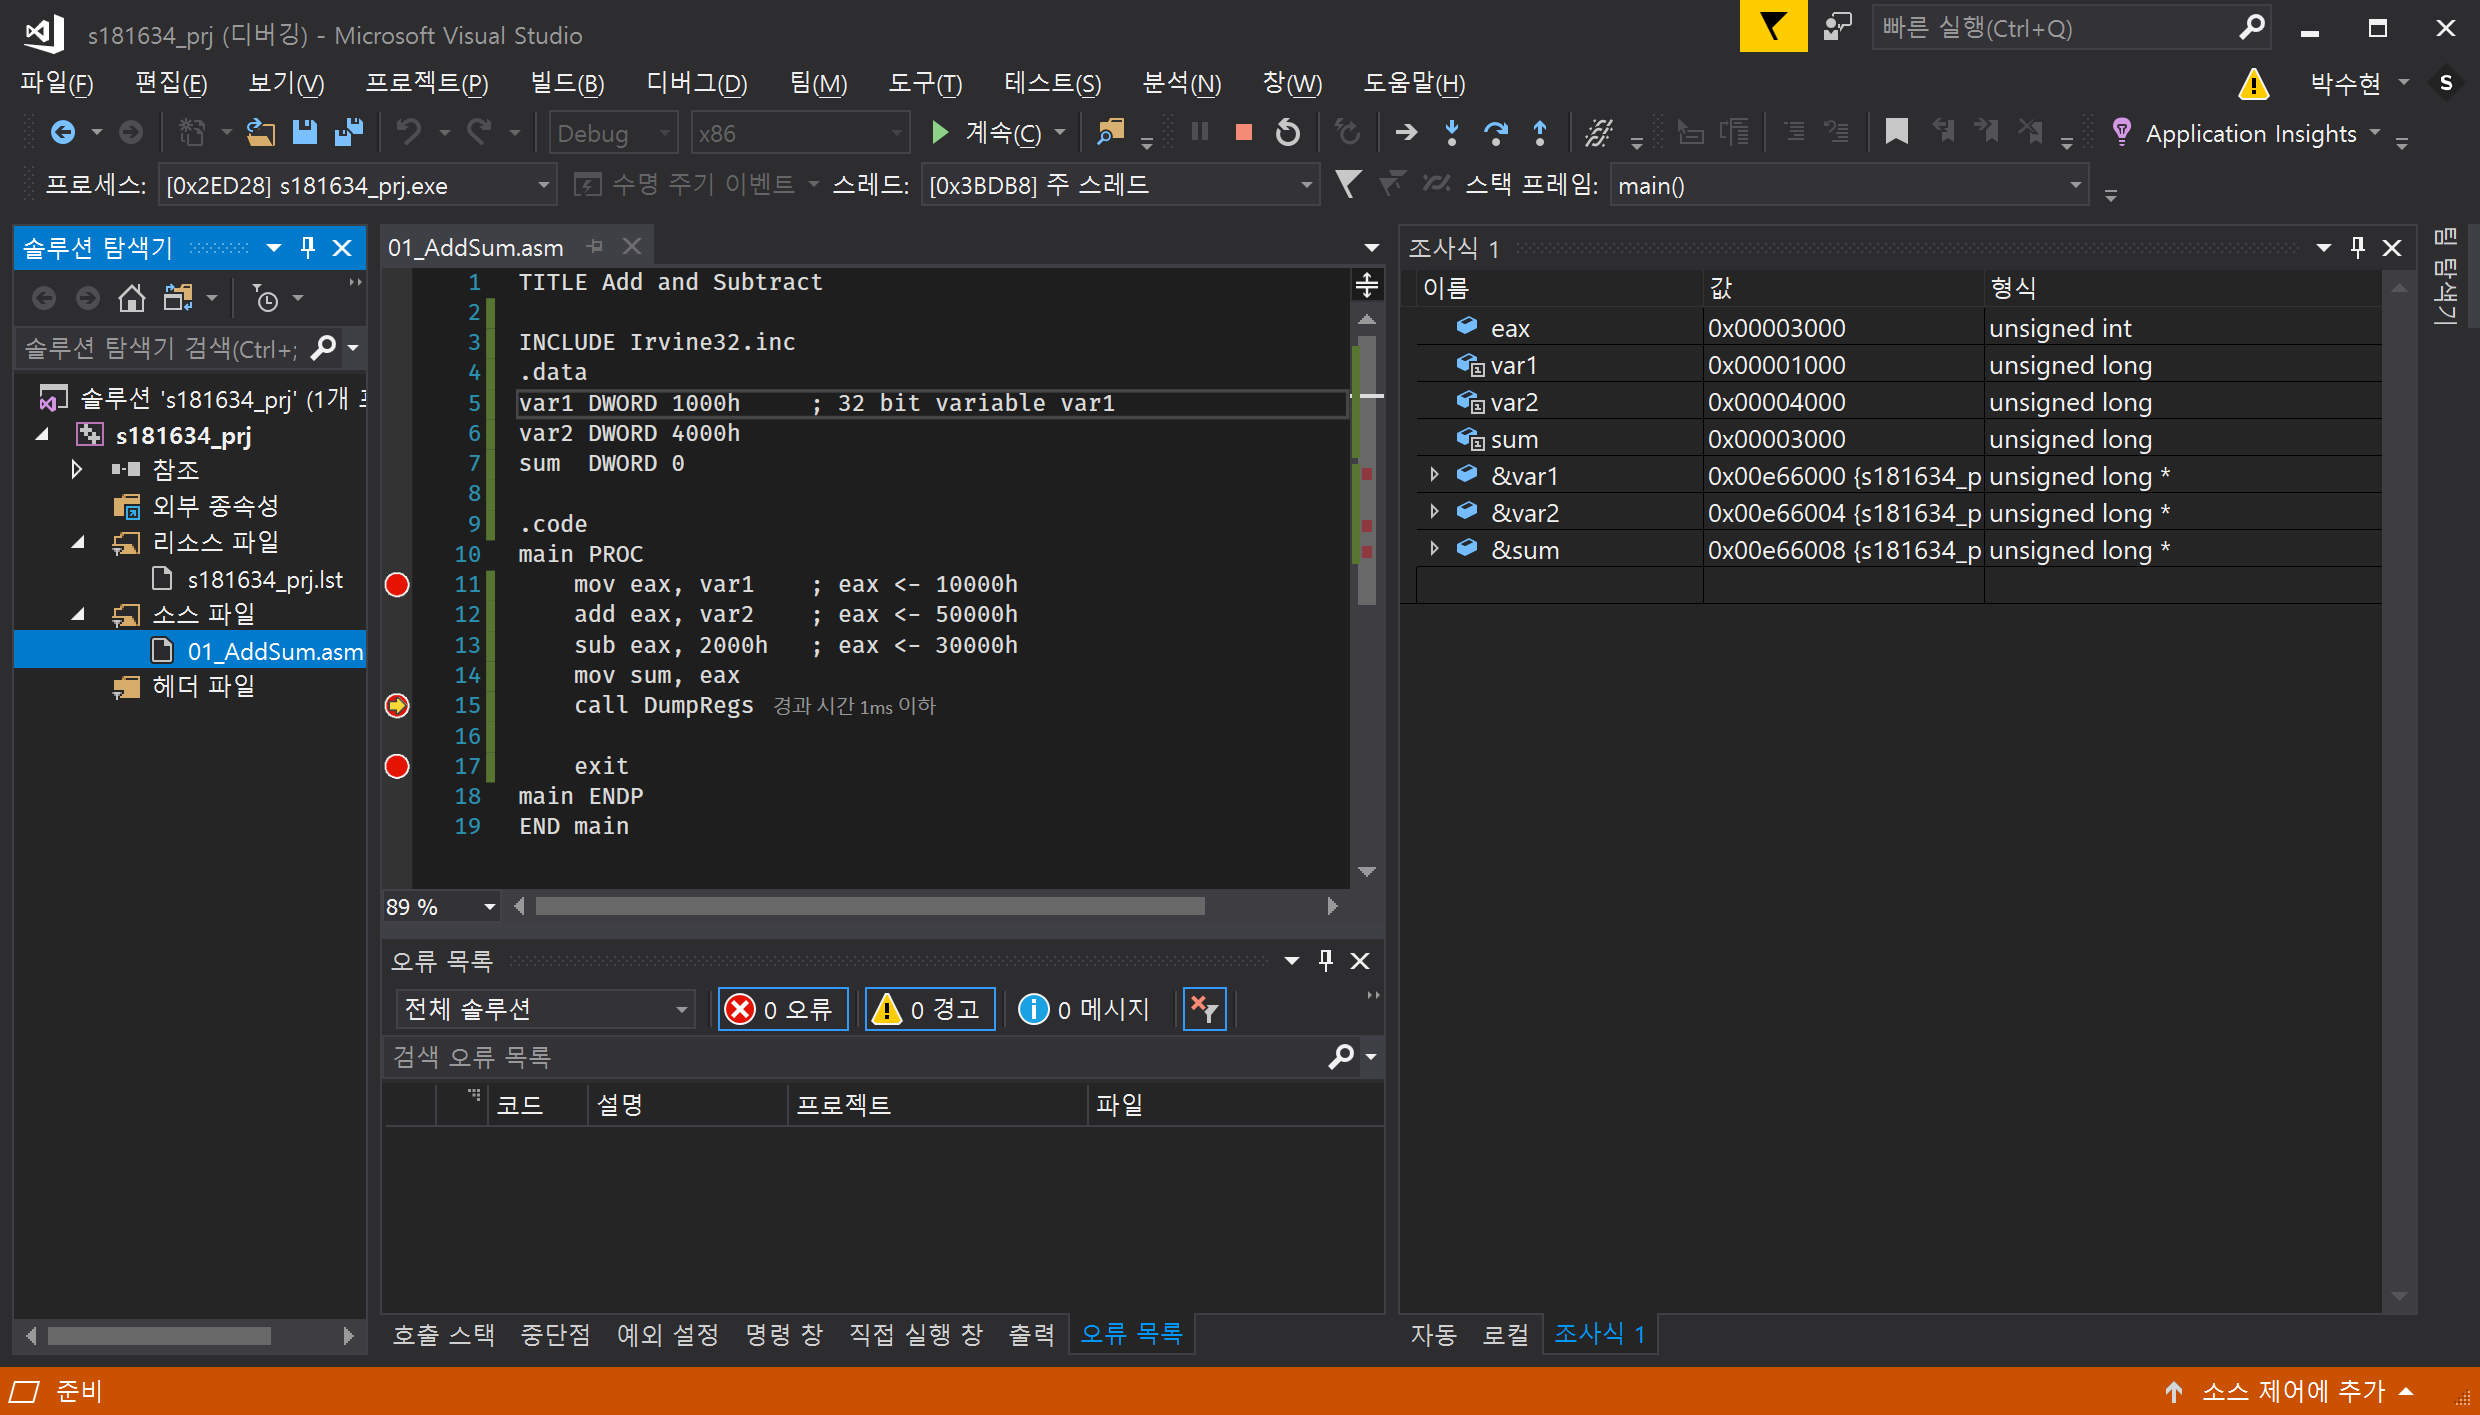 s181634_prj (디버깅) - Microsoft Visual Studio
빠른 실행(Ctrl+Q)
파일(F) 편집(E) 보기(V) 프로젝트(P) 빌드(B) 디버그(D) 팀(M) 도구(T) 테스트(S) 분석(N) 창(W) 도움말(H)
박수현 S
Debug x86 계속(C) Application Insights
프로세스: [0x2ED28] s181634_prj.exe 수명 주기 이벤트 스레드: [0x3BDB8] 주 스레드 스택 프레임: main()
솔루션 탐색기
솔루션 탐색기 검색(Ctrl+;
솔루션 's181634_prj' (1개 프
s181634_prj
참조
외부 종속성
리소스 파일
s181634_prj.lst
소스 파일
01_AddSum.asm
헤더 파일
01_AddSum.asm
1 TITLE Add and Subtract
2
3 INCLUDE Irvine32.inc
4 .data
5 var1 DWORD 1000h ; 32 bit variable var1
6 var2 DWORD 4000h
7 sum DWORD 0
8
9 .code
10 main PROC
11 mov eax, var1 ; eax <- 10000h
12 add eax, var2 ; eax <- 50000h
13 sub eax, 2000h ; eax <- 30000h
14 mov sum, eax
15 call DumpRegs 경과 시간 1ms 이하
16
17 exit
18 main ENDP
19 END main
89 %
오류 목록
전체 솔루션 0 오류 0 경고 0 메시지
검색 오류 목록
코드 설명 프로젝트 파일
호출 스택 중단점 예외 설정 명령 창 직접 실행 창 출력 오류 목록
조사식 1
이름 값 형식
eax 0x00003000 unsigned int
var1 0x00001000 unsigned long
var2 0x00004000 unsigned long
sum 0x00003000 unsigned long
&var1 0x00e66000 {s181634_p unsigned long *
&var2 0x00e66004 {s181634_p unsigned long *
&sum 0x00e66008 {s181634_p unsigned long *
자동 로컬 조사식 1
팀 탐색기
준비
소스 제어에 추가